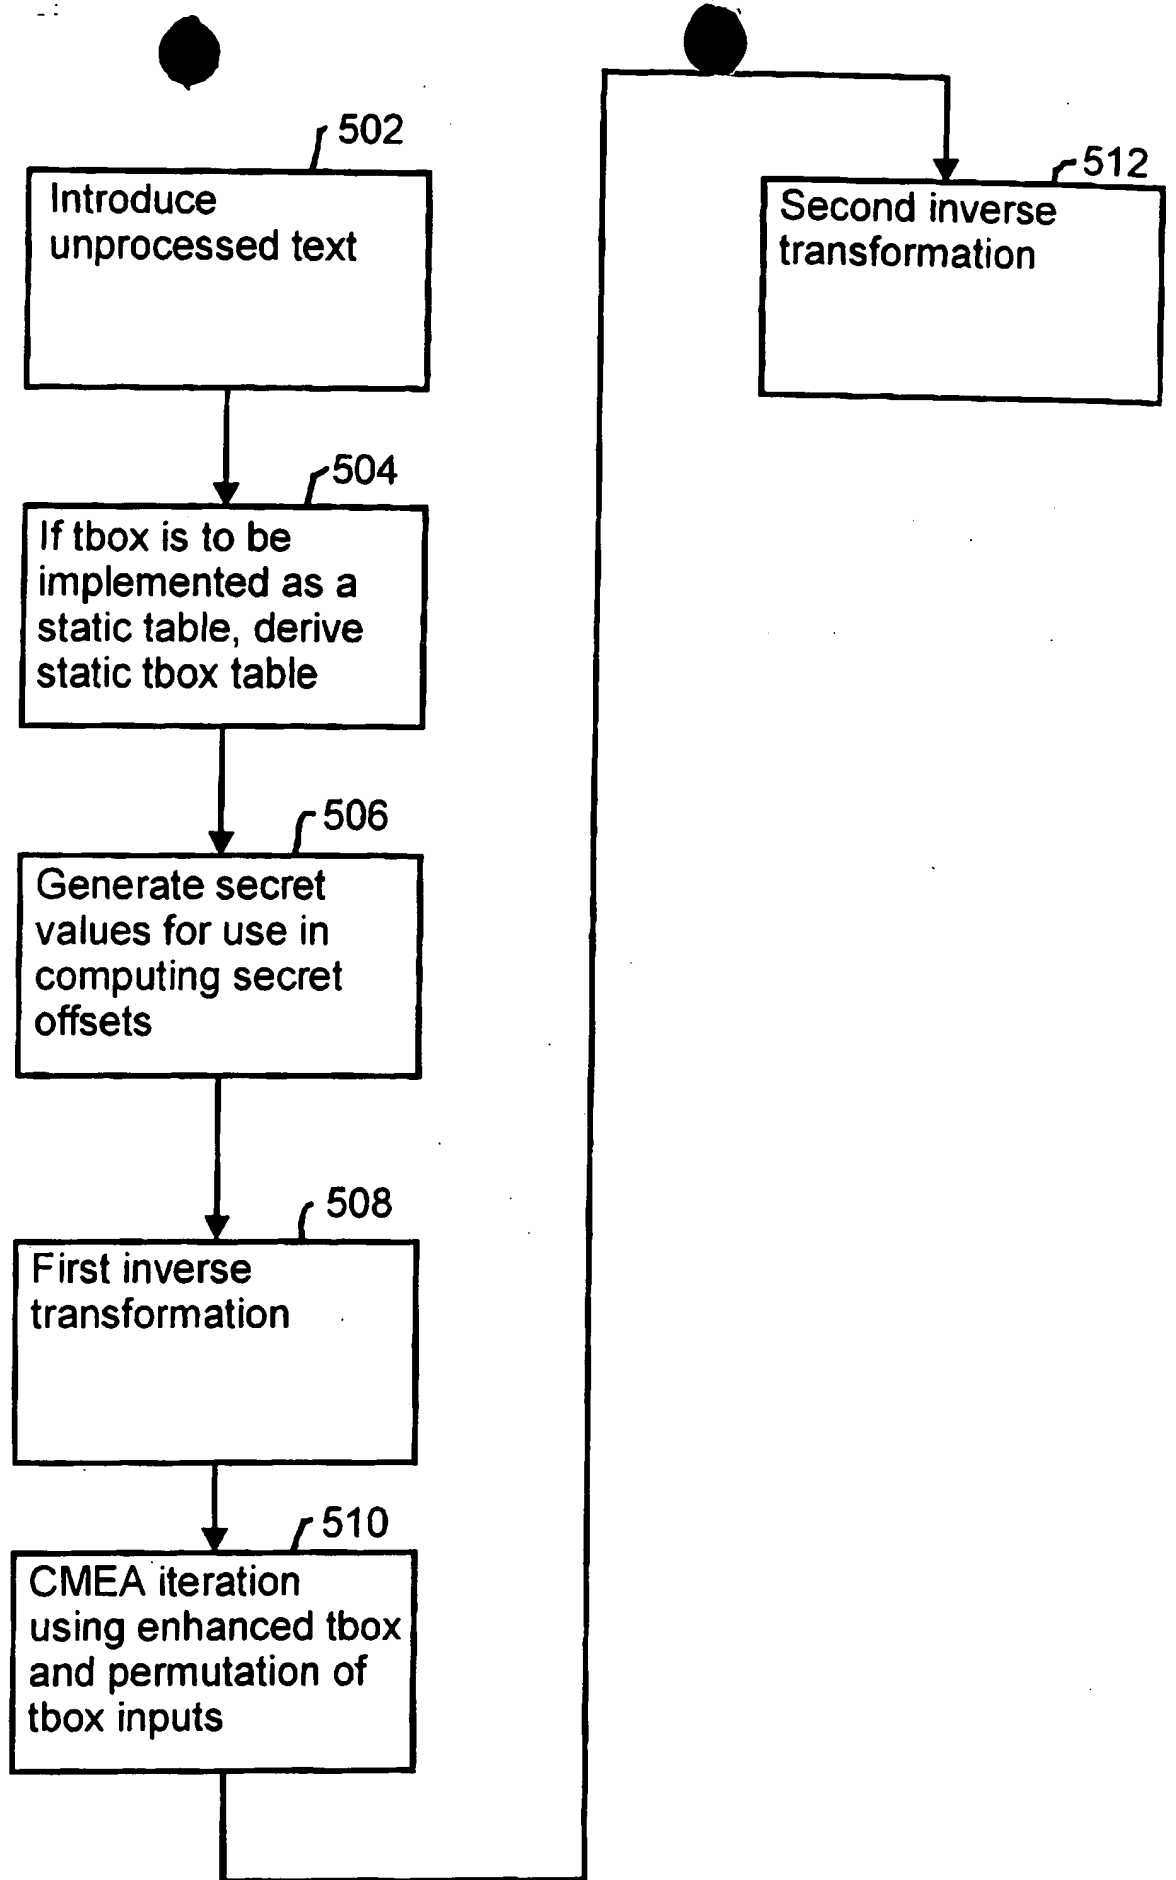 502
Introduce
unprocessed text
504
If tbox is to be
implemented as a
static table, derive
static tbox table
506
Generate secret
values for use in
computing secret
offsets
508
First inverse
transformation
510
CMEA iteration
using enhanced tbox
and permutation of
tbox inputs
512
Second inverse
transformation